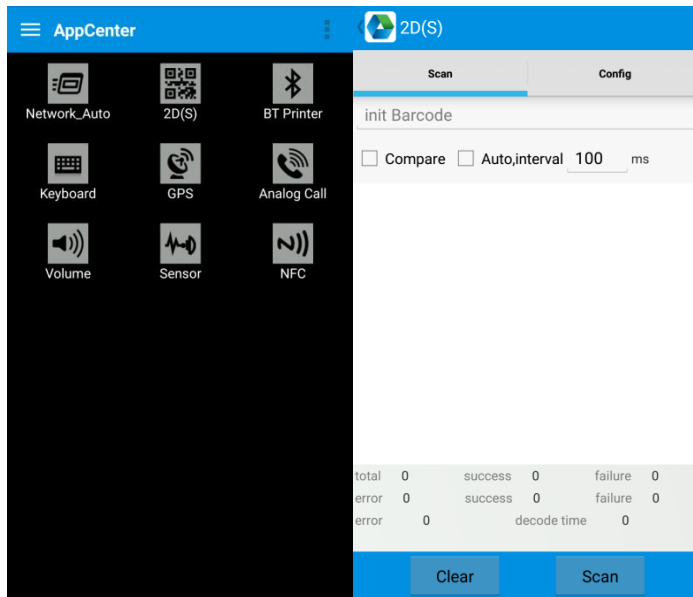 AppCenter
Network_Auto
2D(S)
BT Printer
Keyboard
GPS
Analog Call
Volume
Sensor
NFC
2D(S)
Scan Config
init Barcode
Compare Auto,interval 100 ms
total 0 success 0 failure 0
error 0 success 0 failure 0
error 0 decode time 0
Clear Scan